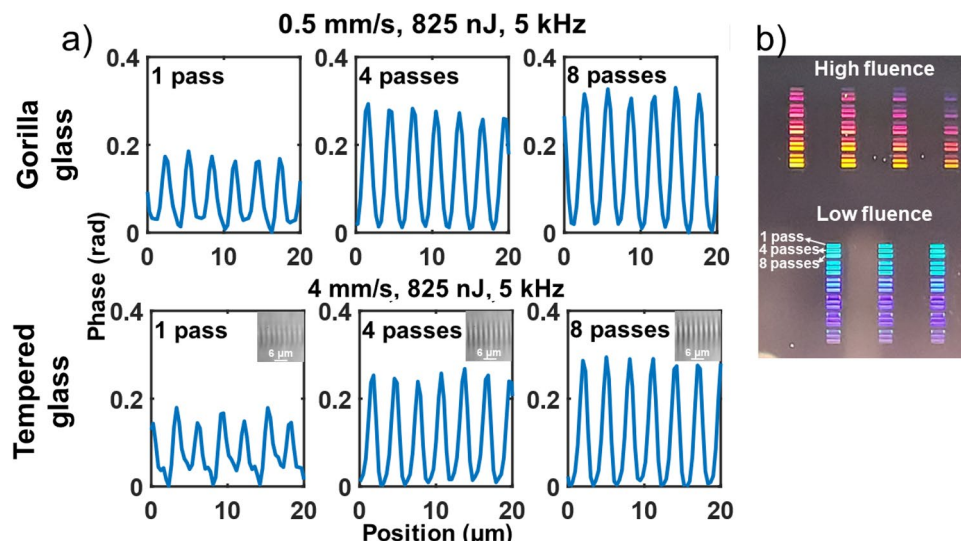 a)
0.5 mm/s, 825 nJ, 5 kHz
Gorilla
glass
1 pass
4 passes
8 passes
0.4
0.2
0
0 10 20
0.4
0.2
0
0 10 20
0.4
0.2
0
0 10 20
Phase (rad)
4 mm/s, 825 nJ, 5 kHz
Tempered
glass
1 pass
4 passes
8 passes
6 µm
6 µm
6 µm
0.4
0.2
0
0 10 20
0.4
0.2
0
0 10 20
0.4
0.2
0
0 10 20
Position (µm)
b)
High fluence
Low fluence
1 pass
4 passes
8 passes